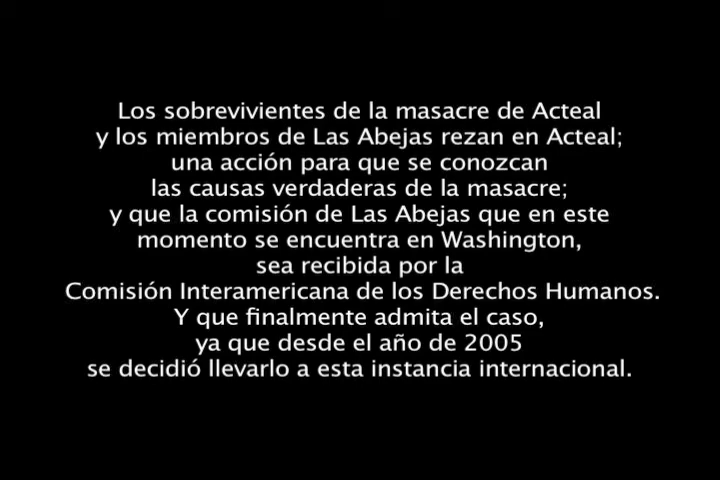 Los sobrevivientes de la masacre de Acteal
y los miembros de Las Abejas rezan en Acteal;
una acción para que se conozcan
las causas verdaderas de la masacre;
y que la comisión de Las Abejas que en este
momento se encuentra en Washington,
sea recibida por la
Comisión Interamericana de los Derechos Humanos.
Y que finalmente admita el caso,
ya que desde el año de 2005
se decidió llevarlo a esta instancia internacional.